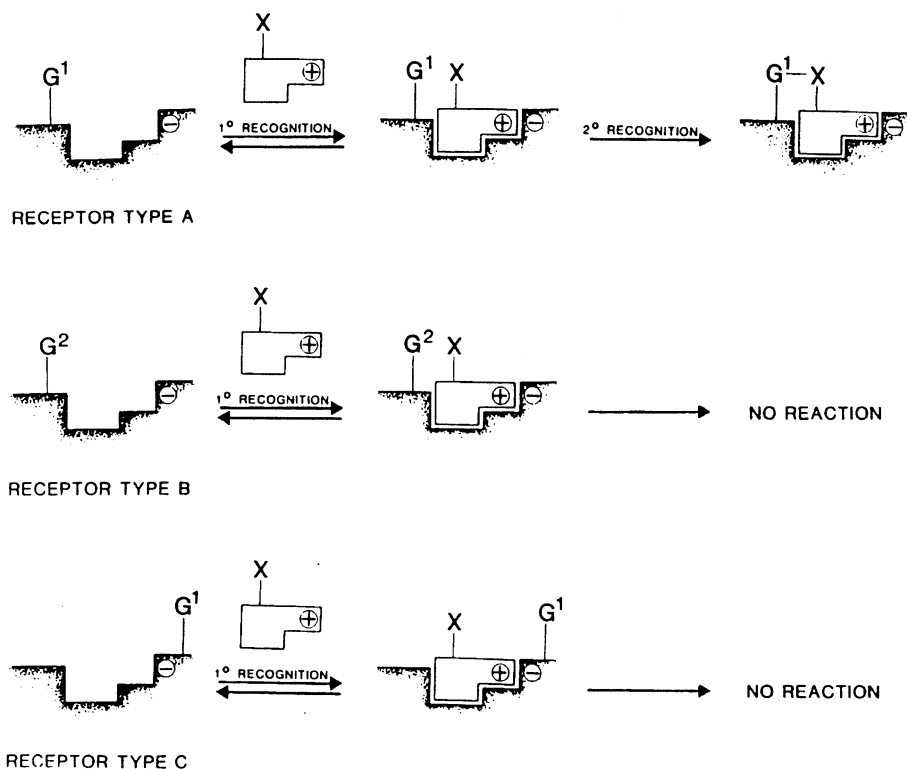 X
G¹
⊕
⊖
1° RECOGNITION
G¹ X
⊕
⊖
2° RECOGNITION
G¹—X
⊕
⊖
RECEPTOR TYPE A
X
G²
⊕
⊖
1° RECOGNITION
G² X
⊕
⊖
NO REACTION
RECEPTOR TYPE B
X
G¹
⊕
⊖
1° RECOGNITION
X
G¹
⊕
⊖
NO REACTION
RECEPTOR TYPE C